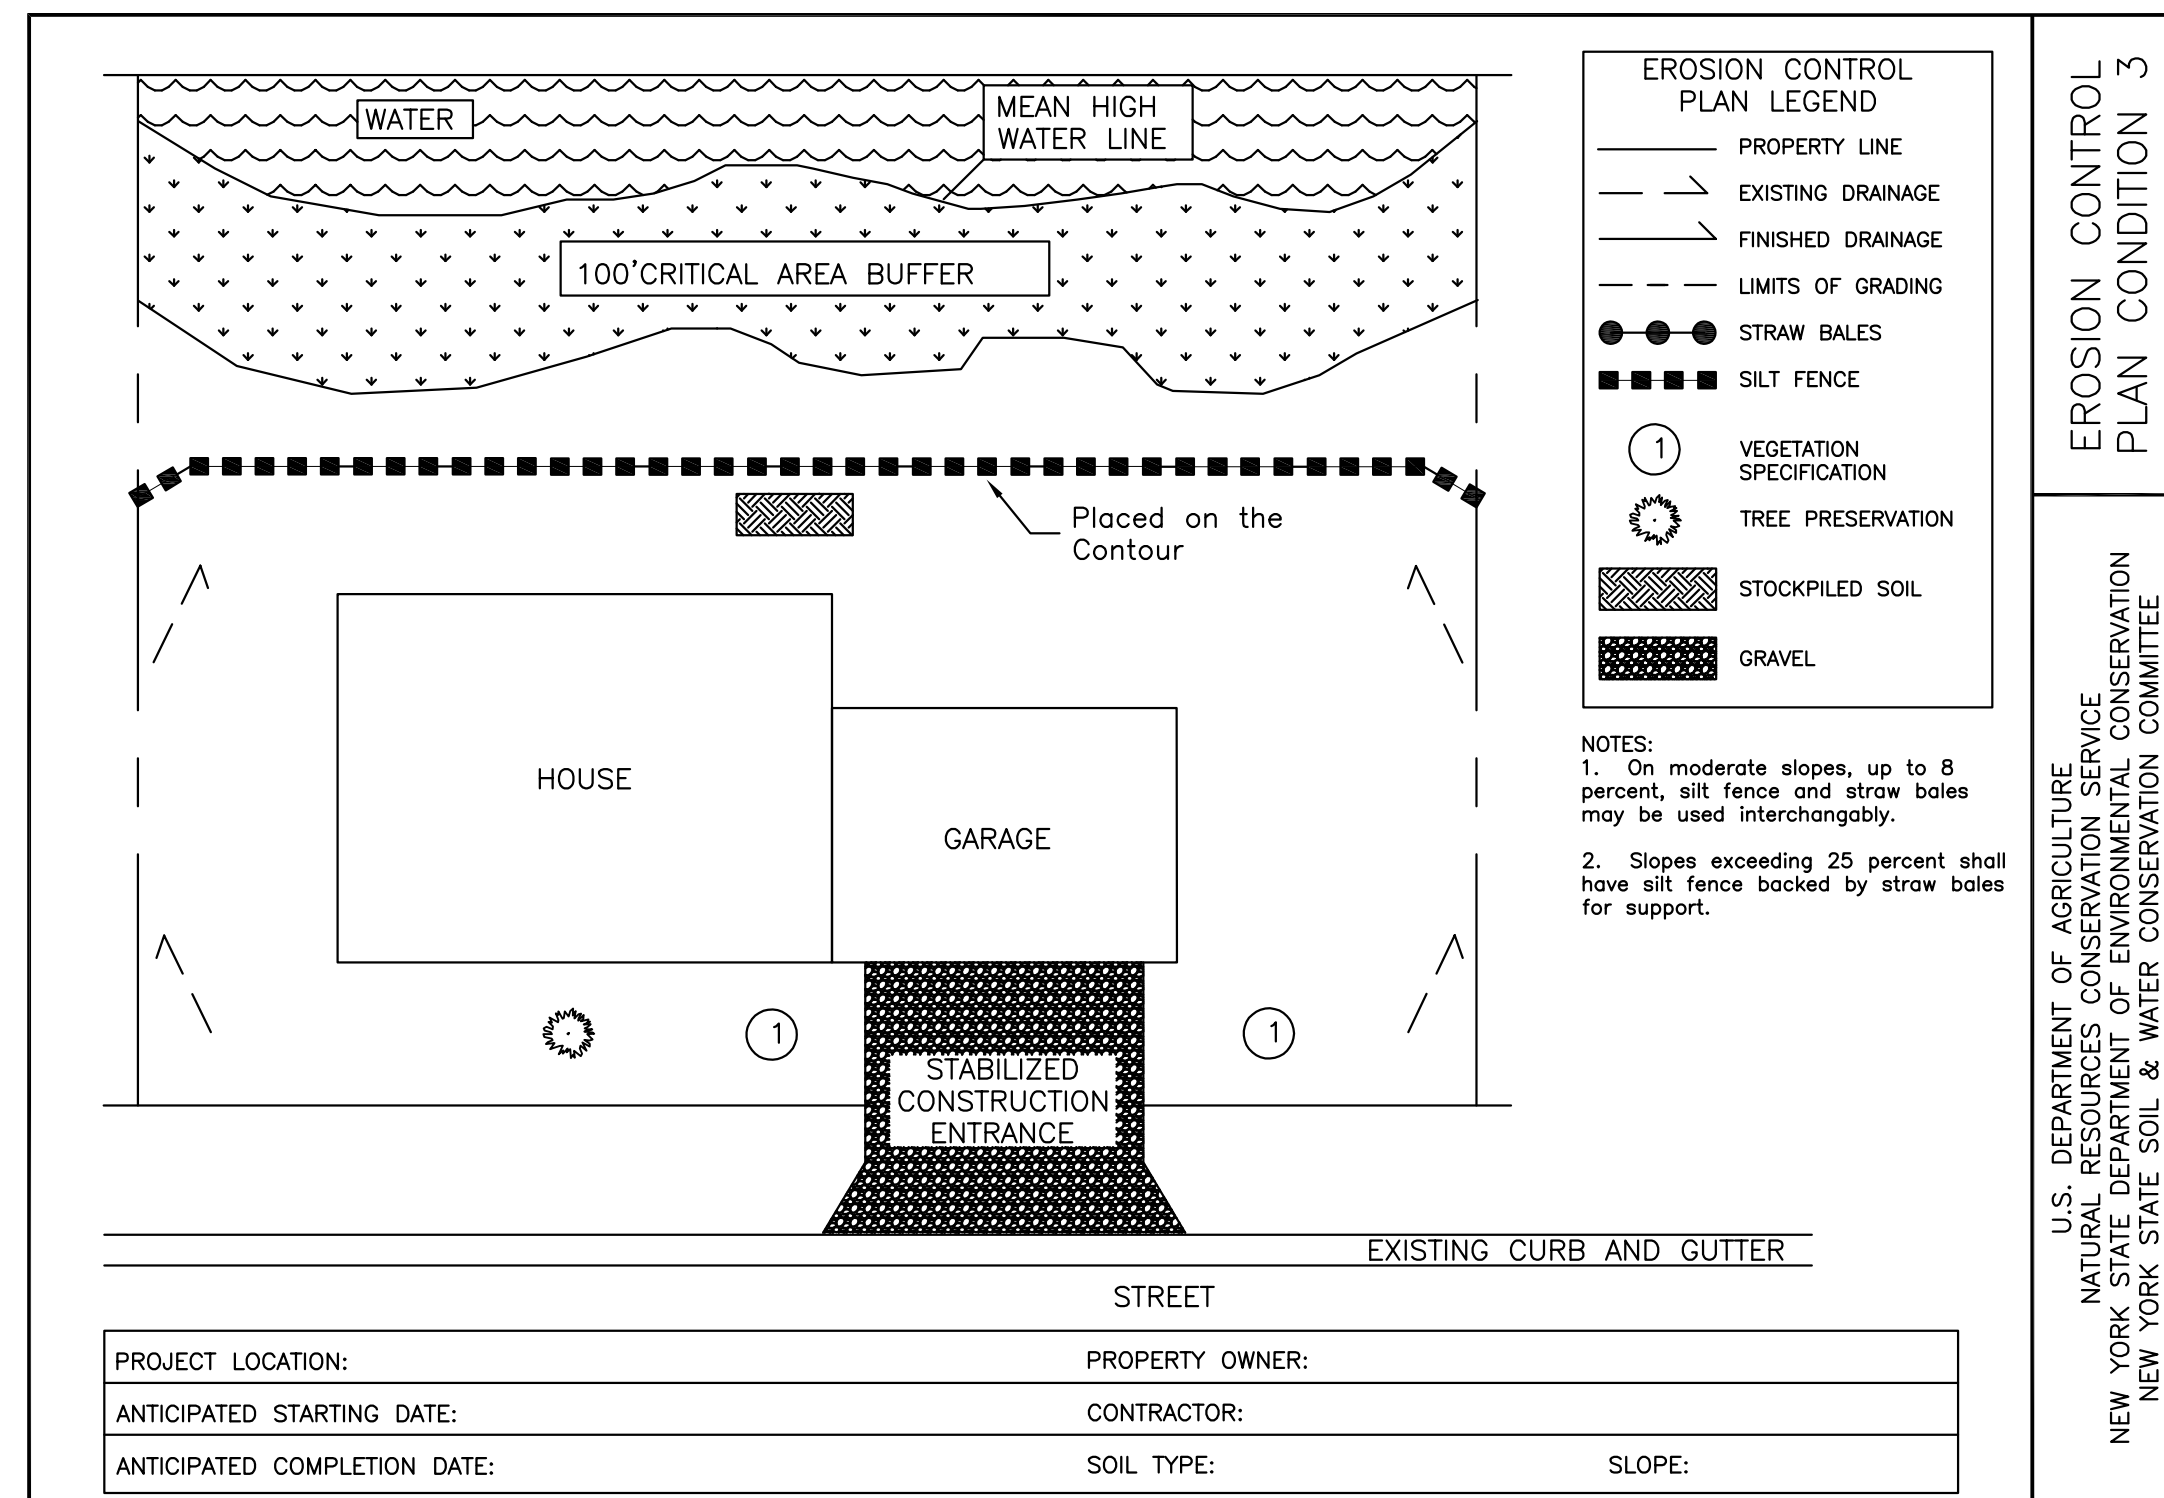 WATER
MEAN HIGH
WATER LINE
100'CRITICAL AREA BUFFER
Placed on the
Contour
HOUSE
GARAGE
1
1
STABILIZED
CONSTRUCTION
ENTRANCE
EXISTING CURB AND GUTTER
STREET
EROSION CONTROL
PLAN LEGEND
PROPERTY LINE
EXISTING DRAINAGE
FINISHED DRAINAGE
LIMITS OF GRADING
STRAW BALES
SILT FENCE
1
VEGETATION
SPECIFICATION
TREE PRESERVATION
STOCKPILED SOIL
GRAVEL
NOTES:
1. On moderate slopes, up to 8
percent, silt fence and straw bales
may be used interchangably.
2. Slopes exceeding 25 percent shall
have silt fence backed by straw bales
for support.
PROJECT LOCATION:
PROPERTY OWNER:
ANTICIPATED STARTING DATE:
CONTRACTOR:
ANTICIPATED COMPLETION DATE:
SOIL TYPE:
SLOPE:
EROSION CONTROL
PLAN CONDITION 3
U.S. DEPARTMENT OF AGRICULTURE
NATURAL RESOURCES CONSERVATION SERVICE
NEW YORK STATE DEPARTMENT OF ENVIRONMENTAL CONSERVATION
NEW YORK STATE SOIL & WATER CONSERVATION COMMITTEE